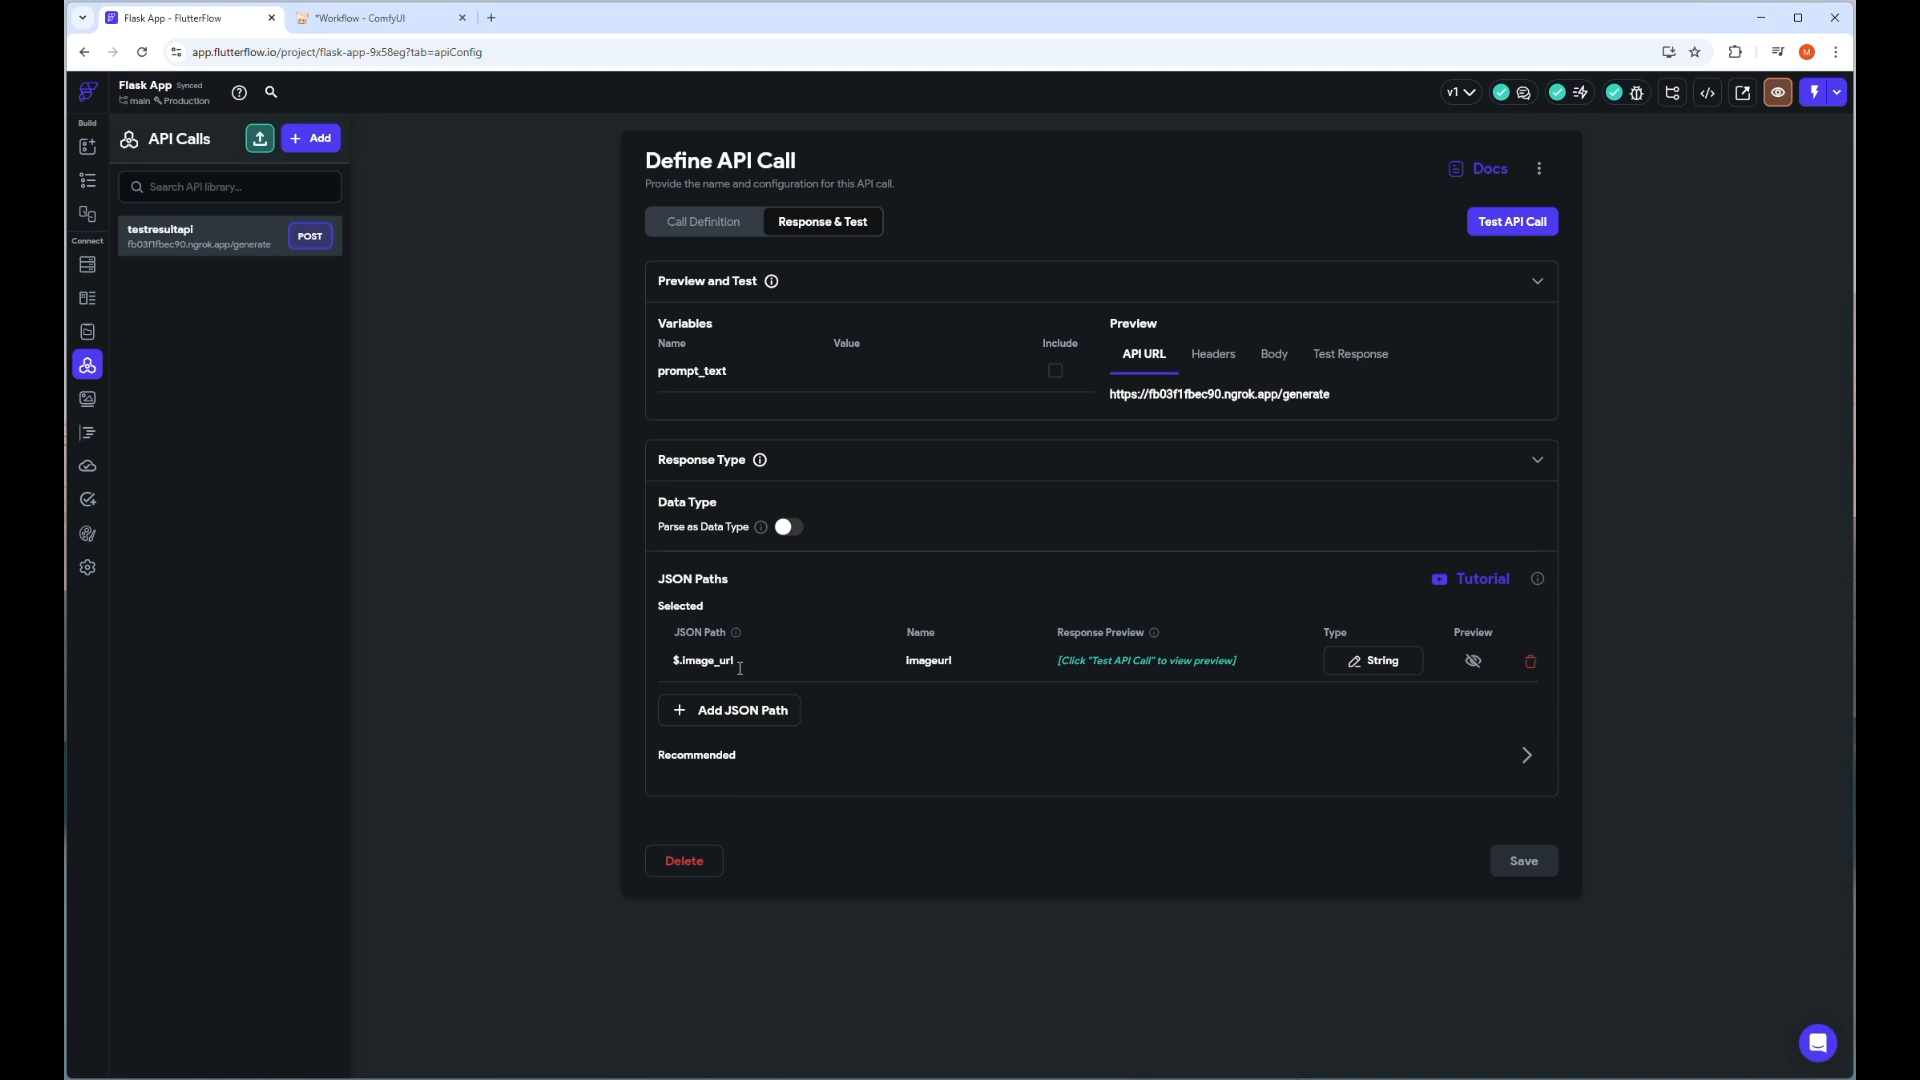 Flask App - FlutterFlow
*Workflow - ComfyUI
app.flutterflow.io/project/flask-app-9x58eg?tab=apiConfig
M
Flask App Synced
main Production
v1
Build
API Calls
Add
Search API library...
testresultapi
fb03f1fbec90.ngrok.app/generate
POST
Connect
Define API Call
Provide the name and configuration for this API call.
Docs
Call Definition
Response & Test
Test API Call
Preview and Test
Variables
Name Value Include
prompt_text
Preview
API URL Headers Body Test Response
https://fb03f1fbec90.ngrok.app/generate
Response Type
Data Type
Parse as Data Type
JSON Paths
Tutorial
Selected
JSON Path Name Response Preview Type Preview
$.image_url imageurl [Click "Test API Call" to view preview] String
Add JSON Path
Recommended
Delete
Save